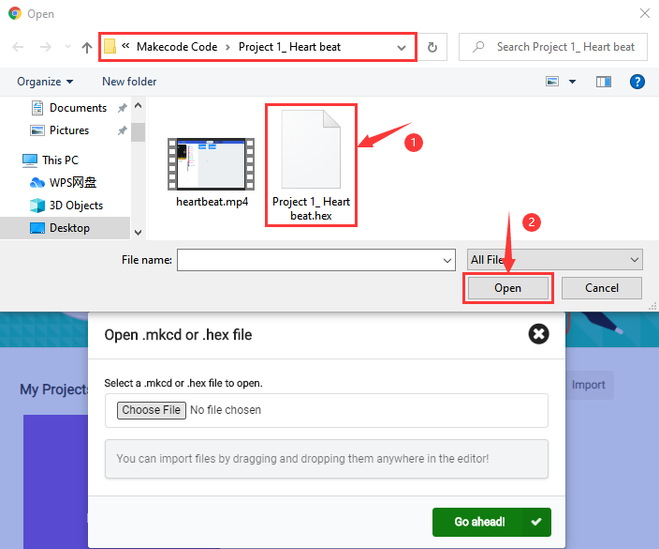 Open
« Makecode Code › Project 1_ Heart beat
Search Project 1_ Heart beat
Organize
New folder
?
Documents
Pictures
This PC
WPS网盘
3D Objects
Desktop
heartbeat.mp4
Project 1_ Heart
beat.hex
1
2
File name:
All File
Open
Cancel
Open .mkcd or .hex file
My Projects
Import
Select a .mkcd or .hex file to open.
Choose File No file chosen
You can import files by dragging and dropping them anywhere in the editor!
Go ahead!